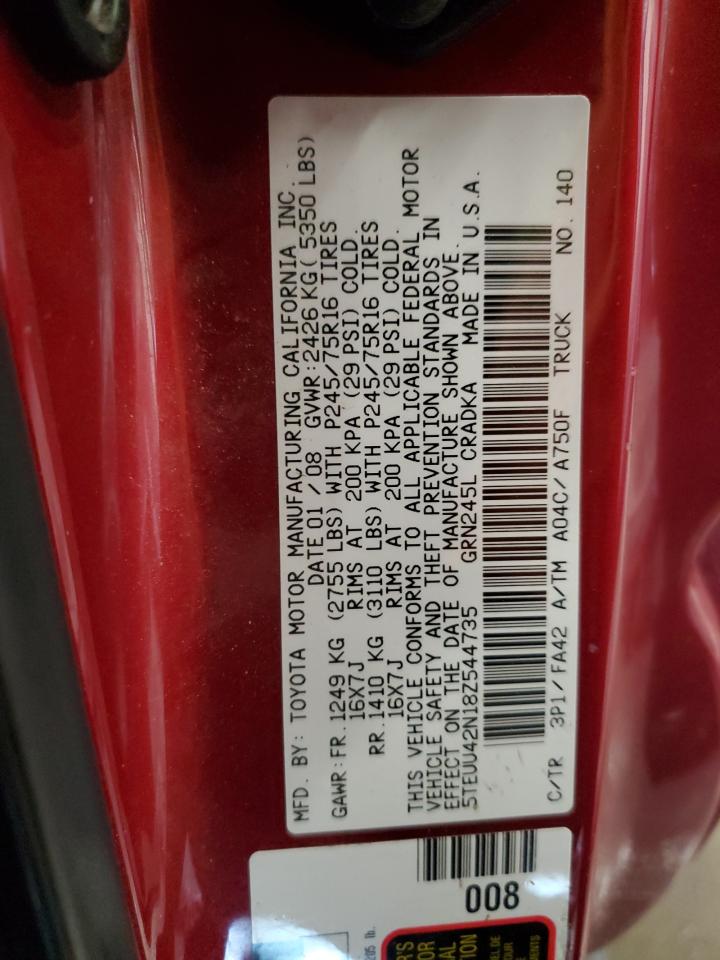 MFD. BY: TOYOTA MOTOR MANUFACTURING CALIFORNIA INC.
DATE 01 / 08 GVWR:2426 KG( 5350 LBS)
GAWR:FR. 1249 KG (2755 LBS) WITH P245/75R16 TIRES
16X7J RIMS AT 200 KPA (29 PSI) COLD.
RR. 1410 KG (3110 LBS) WITH P245/75R16 TIRES
16X7J RIMS AT 200 KPA (29 PSI) COLD.
THIS VEHICLE CONFORMS TO ALL APPLICABLE FEDERAL MOTOR
VEHICLE SAFETY AND THEFT PREVENTION STANDARDS IN
EFFECT ON THE DATE OF MANUFACTURE SHOWN ABOVE.
5TEUU42N18Z544735 GRN245L CRADKA MADE IN U.S.A.
C/TR 3P1/FA42 A/TM A04C/A750F TRUCK NO. 140
008